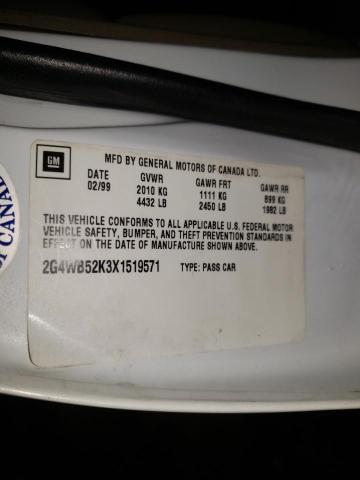 GM
MFD BY GENERAL MOTORS OF CANADA LTD.
DATE GVWR GAWR FRT GAWR RR
02/99 2010 KG 1111 KG 899 KG
4432 LB 2450 LB 1982 LB
THIS VEHICLE CONFORMS TO ALL APPLICABLE U.S. FEDERAL MOTOR
VEHICLE SAFETY, BUMPER, AND THEFT PREVENTION STANDARDS IN
EFFECT ON THE DATE OF MANUFACTURE SHOWN ABOVE.
2G4WB52K3X1519571 TYPE: PASS CAR